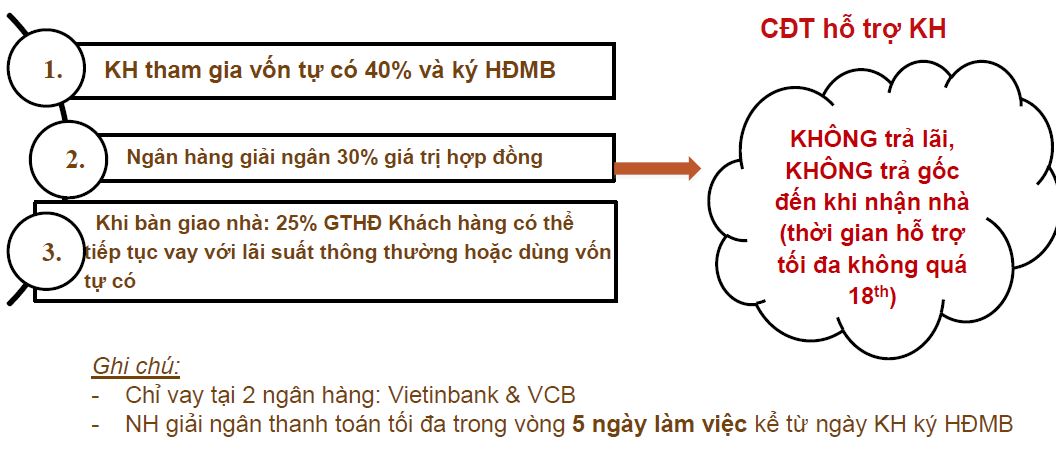 CĐT hỗ trợ KH
1. KH tham gia vốn tự có 40% và ký HĐMB
2. Ngân hàng giải ngân 30% giá trị hợp đồng
3. Khi bàn giao nhà: 25% GTHĐ Khách hàng có thể
tiếp tục vay với lãi suất thông thường hoặc dùng vốn
tự có
KHÔNG trả lãi,
KHÔNG trả gốc
đến khi nhận nhà
(thời gian hỗ trợ
tối đa không quá
18th)
Ghi chú:
- Chỉ vay tại 2 ngân hàng: Vietinbank & VCB
- NH giải ngân thanh toán tối đa trong vòng 5 ngày làm việc kể từ ngày KH ký HĐMB